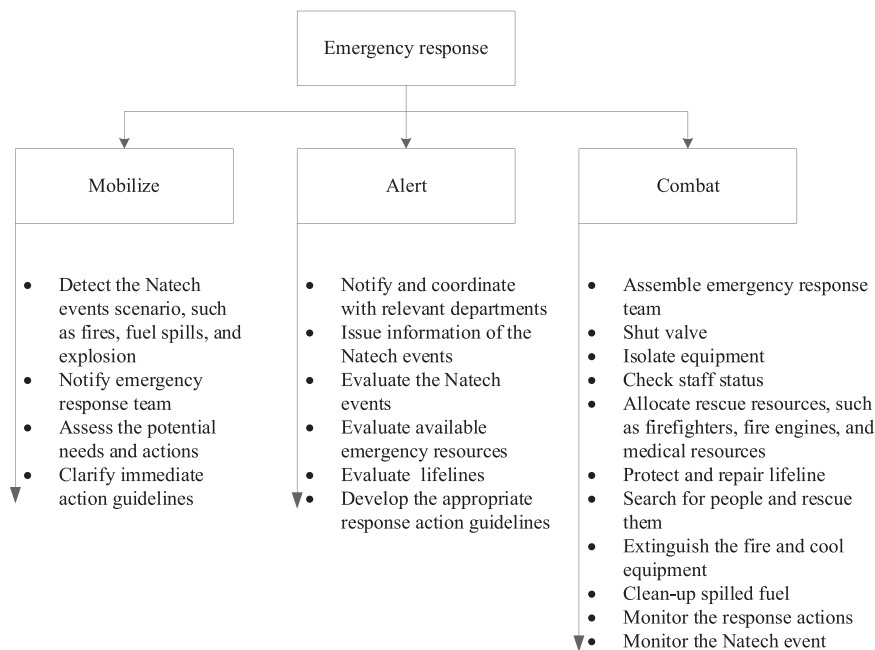 Emergency response
Mobilize
Alert
Combat
• Detect the Natech
events scenario, such
as fires, fuel spills, and
explosion
• Notify emergency
response team
• Assess the potential
needs and actions
• Clarify immediate
action guidelines
• Notify and coordinate
with relevant departments
• Issue information of the
Natech events
• Evaluate the Natech
events
• Evaluate available
emergency resources
• Evaluate lifelines
• Develop the appropriate
response action guidelines
• Assemble emergency response
team
• Shut valve
• Isolate equipment
• Check staff status
• Allocate rescue resources, such
as firefighters, fire engines, and
medical resources
• Protect and repair lifeline
• Search for people and rescue
them
• Extinguish the fire and cool
equipment
• Clean-up spilled fuel
• Monitor the response actions
• Monitor the Natech event